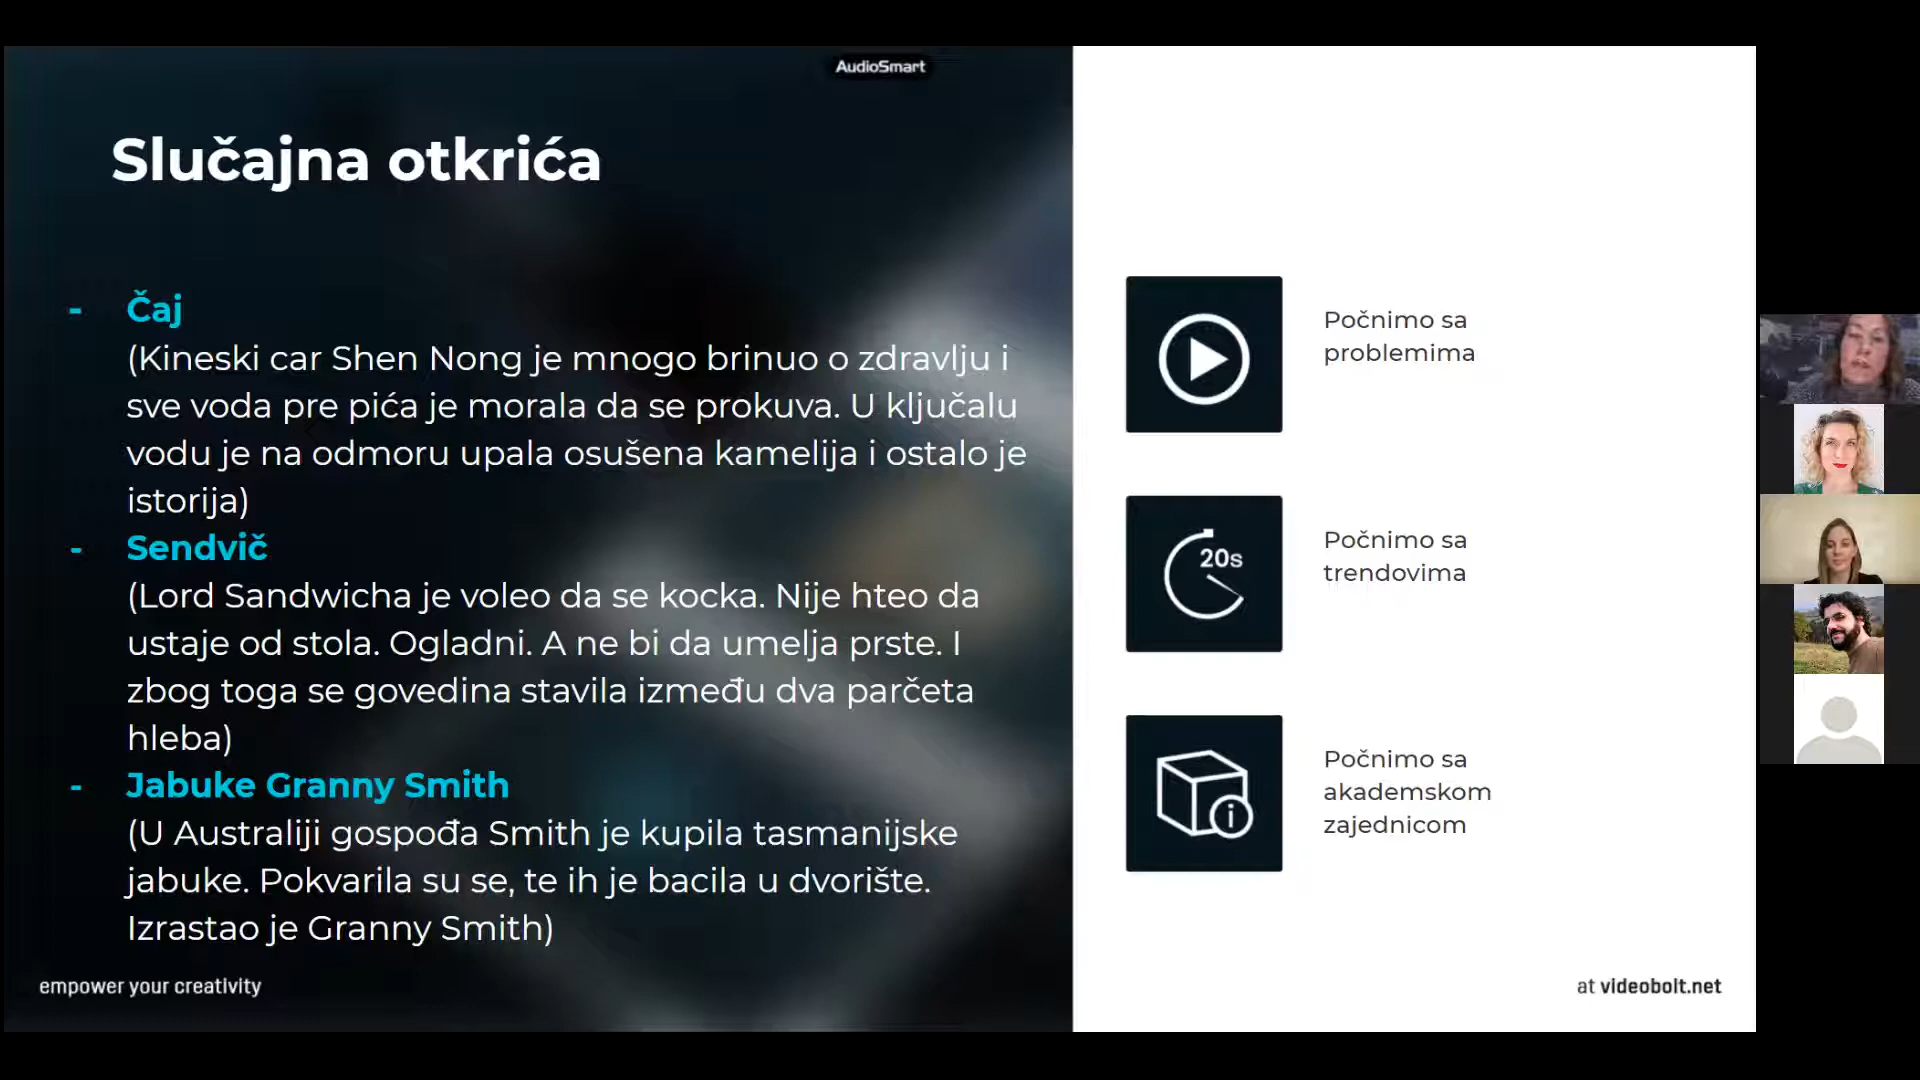 AudioSmart
Slučajna otkrića
- Čaj
(Kineski car Shen Nong je mnogo brinuo o zdravlju i
sve voda pre pića je morala da se prokuva. U ključalu
vodu je na odmoru upala osušena kamelija i ostalo je
istorija)
- Sendvič
(Lord Sandwicha je voleo da se kocka. Nije hteo da
ustaje od stola. Ogladni. A ne bi da umelja prste. I
zbog toga se govedina stavila između dva parčeta
hleba)
- Jabuke Granny Smith
(U Australiji gospođa Smith je kupila tasmanijske
jabuke. Pokvarila su se, te ih je bacila u dvorište.
Izrastao je Granny Smith)
empower your creativity
Počnimo sa
problemima
20s
Počnimo sa
trendovima
i
Počnimo sa
akademskom
zajednicom
at videobolt.net